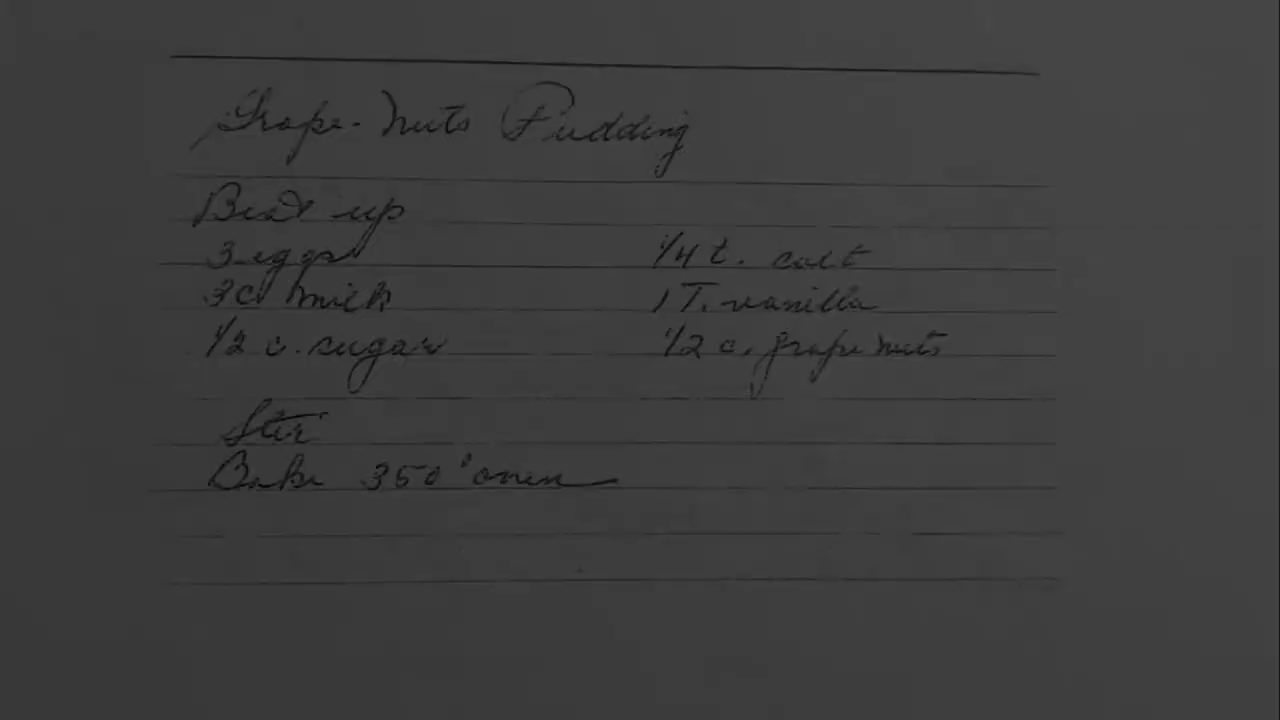 Grape-Nuts Pudding
Beat up
3 eggs
3 c milk
1/2 c. sugar
1/4 t. salt
1 T. vanilla
1/2 c. grape nuts
Stir
Bake 350° oven